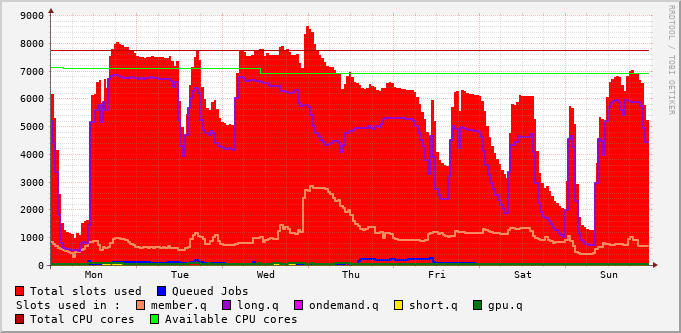 9000
8000
7000
6000
5000
4000
3000
2000
1000
0
Mon Tue Wed Thu Fri Sat Sun
Total slots used Queued Jobs
Slots used in : member.q long.q ondemand.q short.q gpu.q
Total CPU cores Available CPU cores
RRDTOOL / TOBI OETIKER